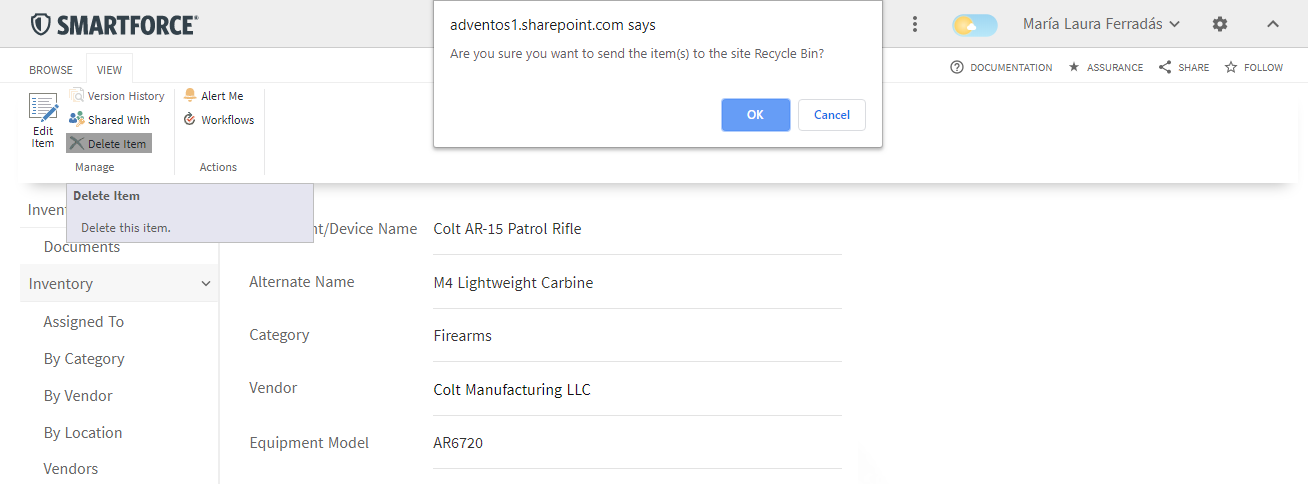 SMARTFORCE®
adventos1.sharepoint.com says
Are you sure you want to send the item(s) to the site Recycle Bin?
OK
Cancel
María Laura Ferradás
BROWSE
VIEW
DOCUMENTATION
ASSURANCE
SHARE
FOLLOW
Edit
Item
Version History
Shared With
Delete Item
Manage
Alert Me
Workflows
Actions
Delete Item
Delete this item.
Invent
Documents
Inventory
Assigned To
By Category
By Vendor
By Location
Vendors
nt/Device Name Colt AR-15 Patrol Rifle
Alternate Name M4 Lightweight Carbine
Category Firearms
Vendor Colt Manufacturing LLC
Equipment Model AR6720